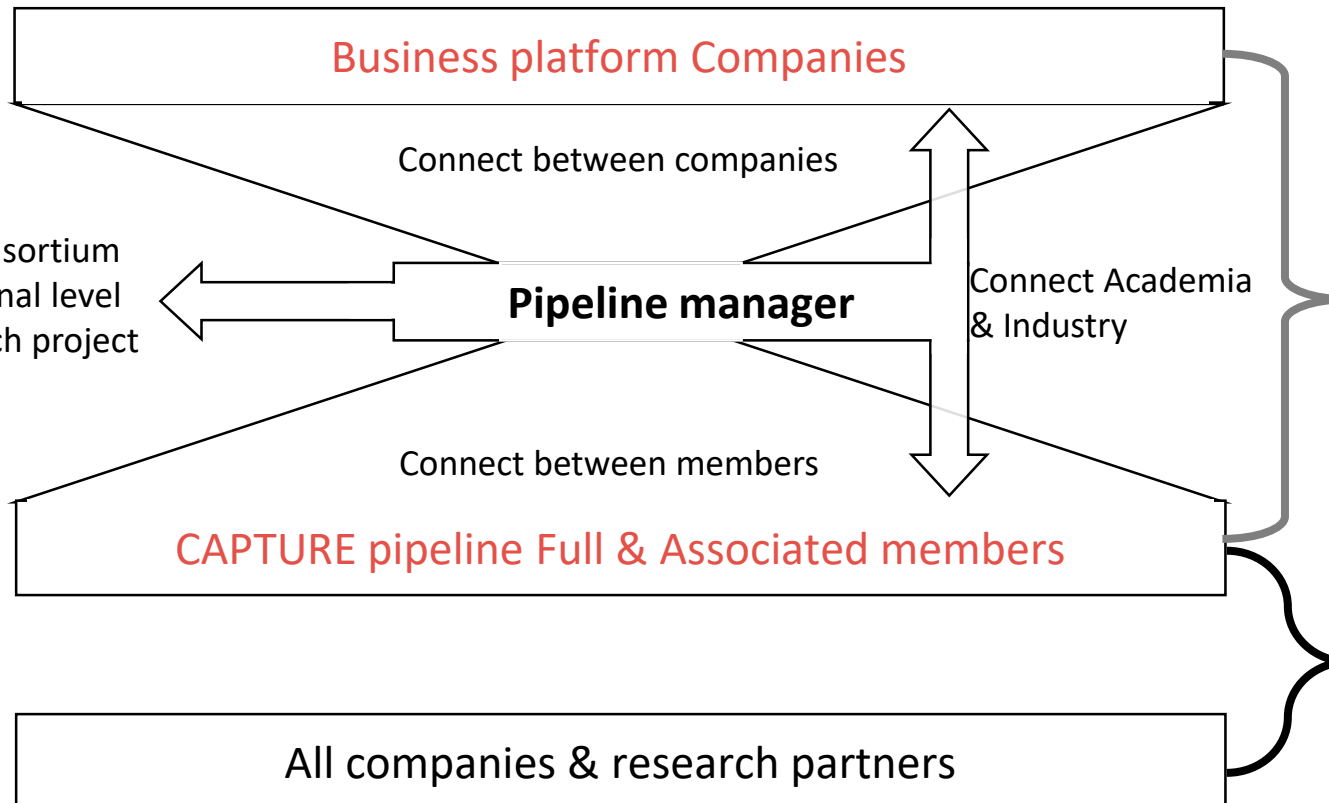 Business platform Companies
Connect between companies
sortium
nal level
ch project
Pipeline manager
Connect Academia
& Industry
Connect between members
CAPTURE pipeline Full & Associated members
All companies & research partners